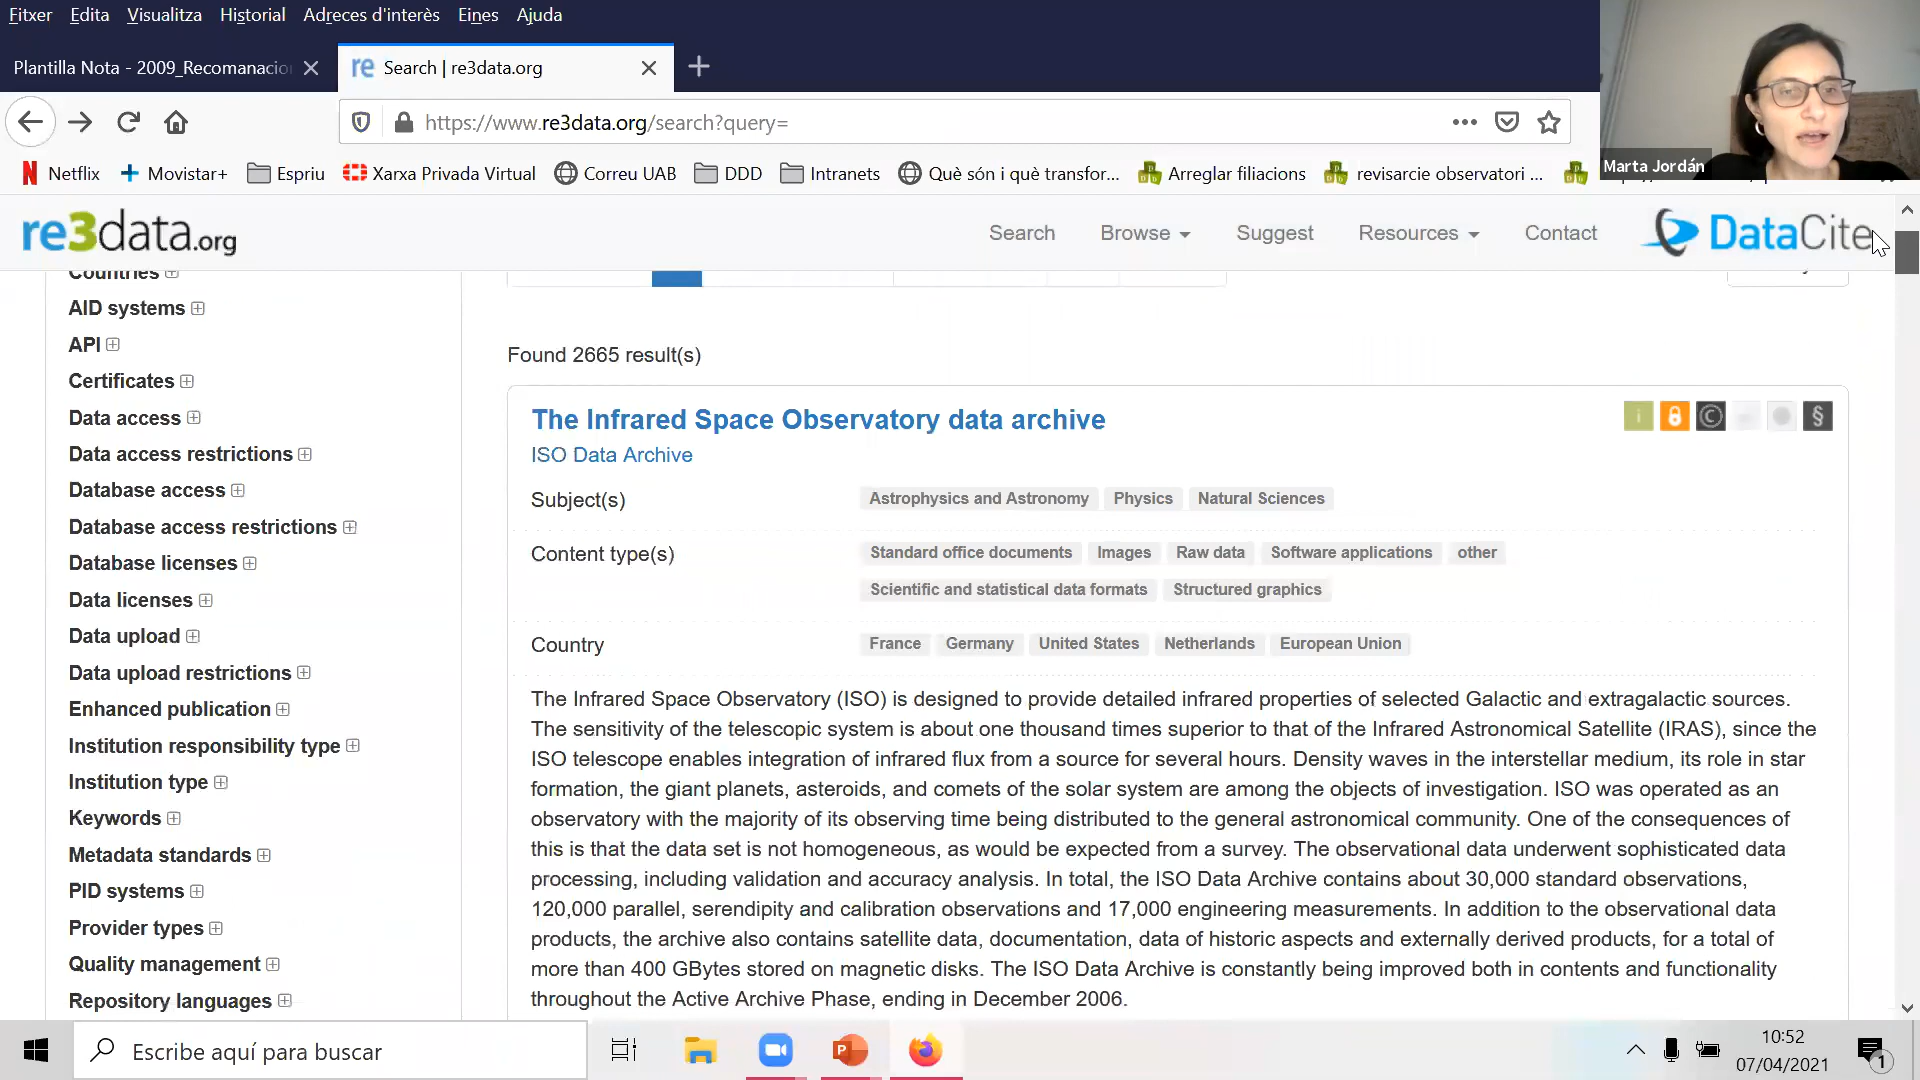 Fitxer Edita Visualitza Historial Adreces d'interès Eines Ajuda
Plantilla Nota - 2009_Recomanacio
re Search | re3data.org
https://www.re3data.org/search?query=
Netflix Movistar+ Espriu Xarxa Privada Virtual Correu UAB DDD Intranets Què són i què transfor... Arreglar filiacions revisarcie observatori ...
Marta Jordán
re3data.org Search Browse Suggest Resources Contact DataCite
Countries
AID systems
API
Certificates
Data access
Data access restrictions
Database access
Database access restrictions
Database licenses
Data licenses
Data upload
Data upload restrictions
Enhanced publication
Institution responsibility type
Institution type
Keywords
Metadata standards
PID systems
Provider types
Quality management
Repository languages
Found 2665 result(s)
The Infrared Space Observatory data archive
i © §
ISO Data Archive
Subject(s) Astrophysics and Astronomy Physics Natural Sciences
Content type(s) Standard office documents Images Raw data Software applications other
Scientific and statistical data formats Structured graphics
Country France Germany United States Netherlands European Union
The Infrared Space Observatory (ISO) is designed to provide detailed infrared properties of selected Galactic and extragalactic sources.
The sensitivity of the telescopic system is about one thousand times superior to that of the Infrared Astronomical Satellite (IRAS), since the
ISO telescope enables integration of infrared flux from a source for several hours. Density waves in the interstellar medium, its role in star
formation, the giant planets, asteroids, and comets of the solar system are among the objects of investigation. ISO was operated as an
observatory with the majority of its observing time being distributed to the general astronomical community. One of the consequences of
this is that the data set is not homogeneous, as would be expected from a survey. The observational data underwent sophisticated data
processing, including validation and accuracy analysis. In total, the ISO Data Archive contains about 30,000 standard observations,
120,000 parallel, serendipity and calibration observations and 17,000 engineering measurements. In addition to the observational data
products, the archive also contains satellite data, documentation, data of historic aspects and externally derived products, for a total of
more than 400 GBytes stored on magnetic disks. The ISO Data Archive is constantly being improved both in contents and functionality
throughout the Active Archive Phase, ending in December 2006.
Escribe aquí para buscar
10:52
07/04/2021
1